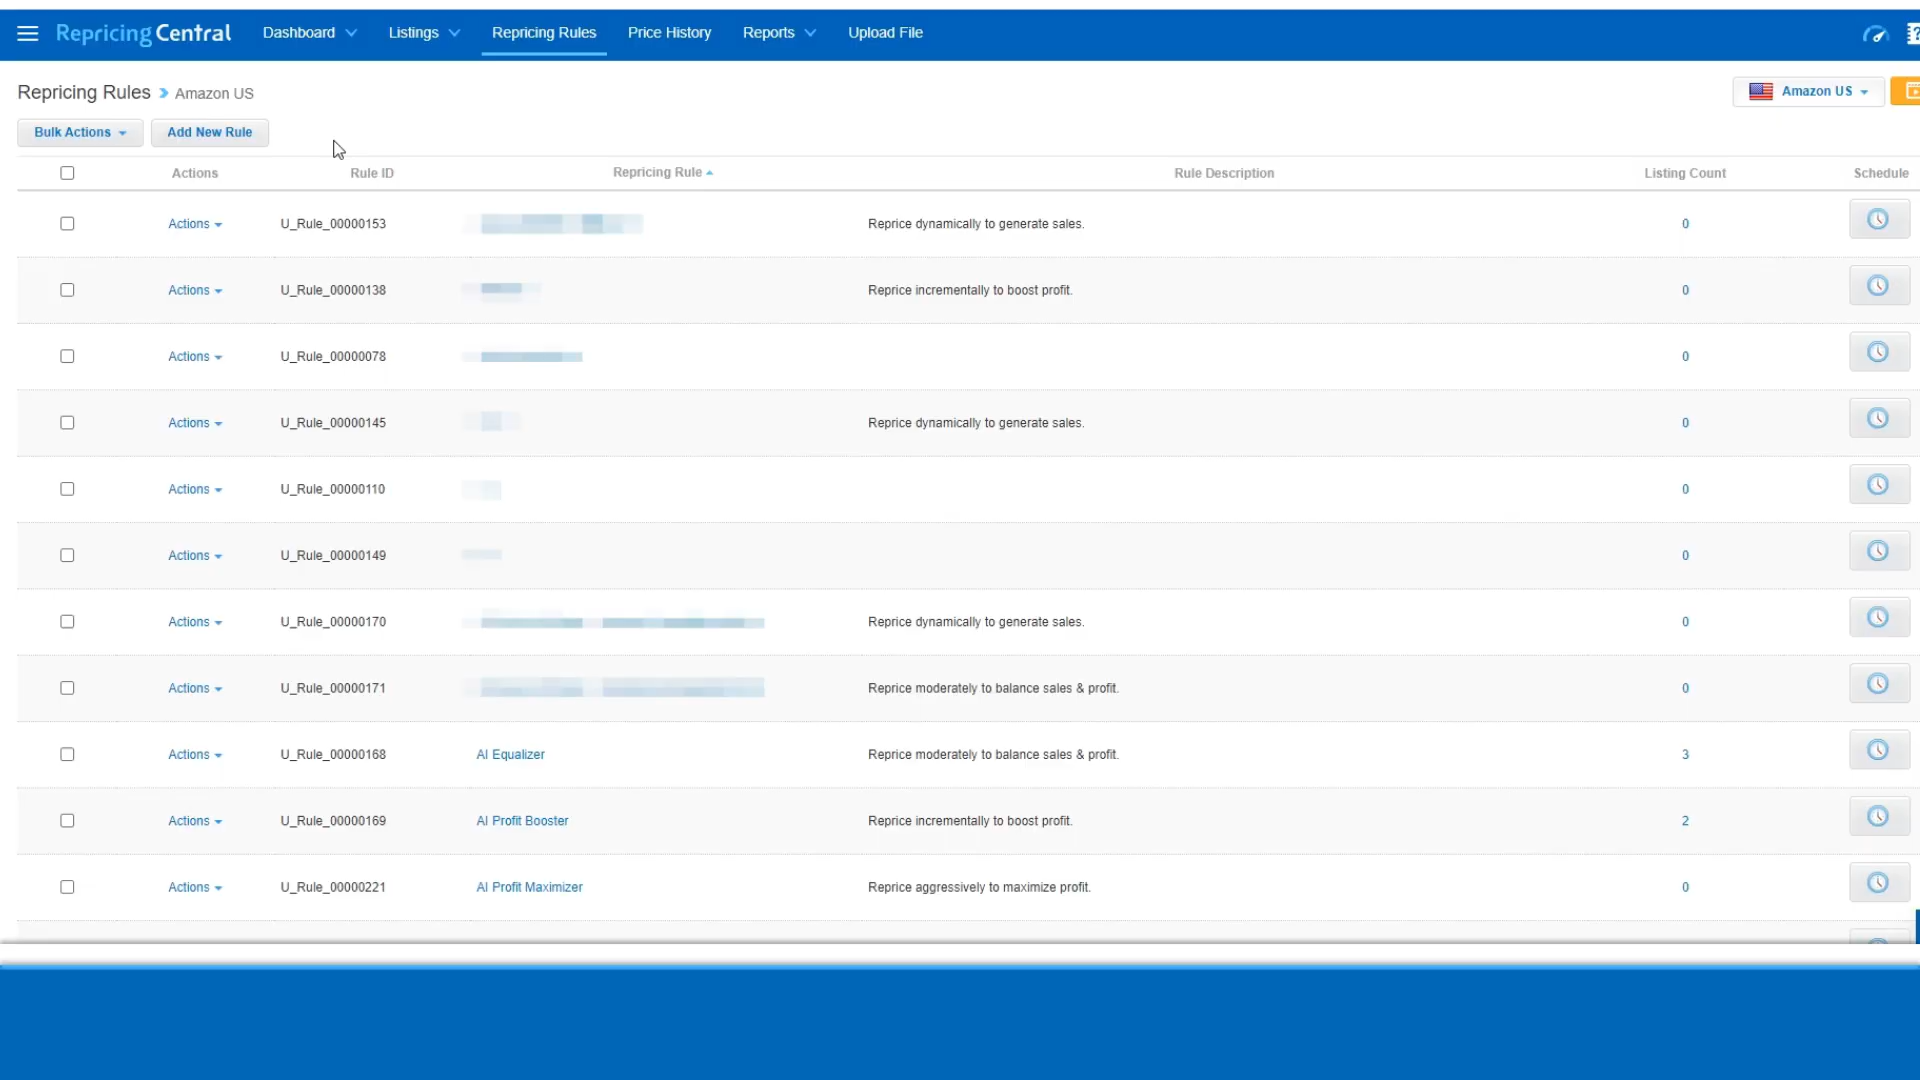 Repricing Central Dashboard Listings Repricing Rules Price History Reports Upload File
Repricing Rules Amazon US
Amazon US
Bulk Actions Add New Rule
Actions Rule ID Repricing Rule Rule Description Listing Count Schedule
Actions U_Rule_00000153 Reprice dynamically to generate sales. 0
Actions U_Rule_00000138 Reprice incrementally to boost profit. 0
Actions U_Rule_00000078 0
Actions U_Rule_00000145 Reprice dynamically to generate sales. 0
Actions U_Rule_00000110 0
Actions U_Rule_00000149 0
Actions U_Rule_00000170 Reprice dynamically to generate sales. 0
Actions U_Rule_00000171 Reprice moderately to balance sales & profit. 0
Actions U_Rule_00000168 AI Equalizer Reprice moderately to balance sales & profit. 3
Actions U_Rule_00000169 AI Profit Booster Reprice incrementally to boost profit. 2
Actions U_Rule_00000221 AI Profit Maximizer Reprice aggressively to maximize profit. 0